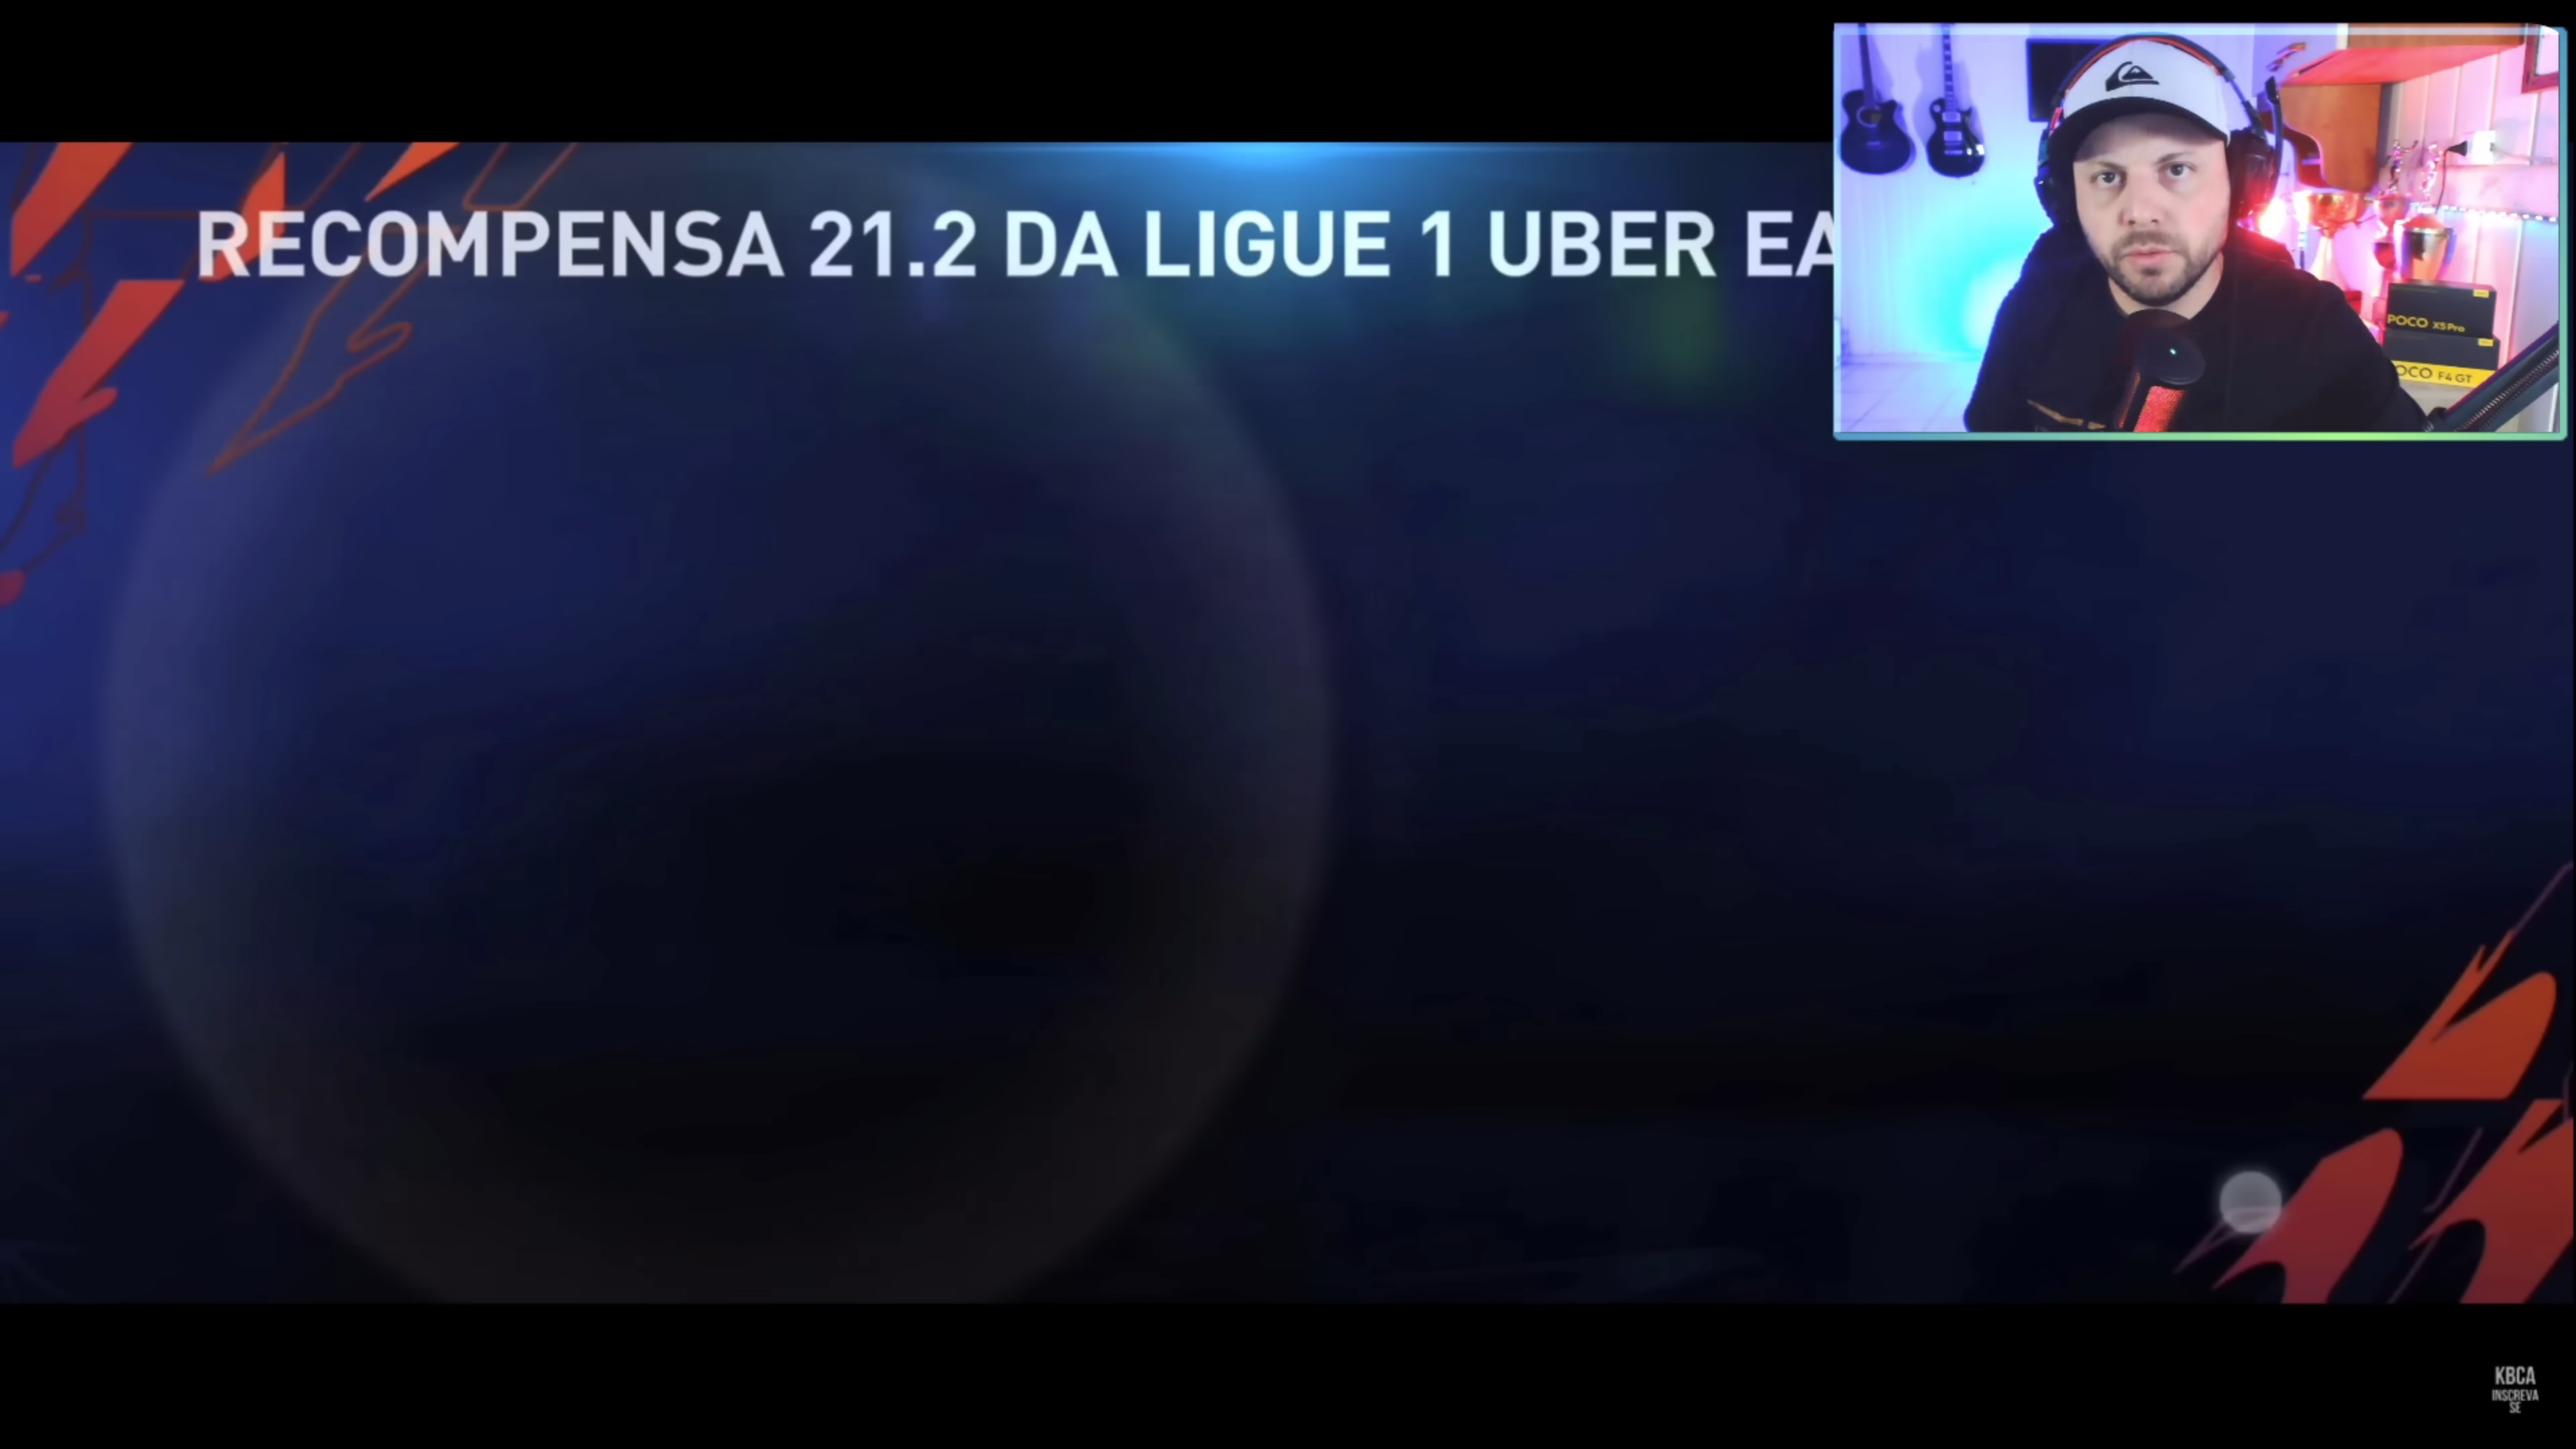 RECOMPENSA 21.2 DA LIGUE 1 UBER EA
POCO X5 Pro
POCO F4 GT
KBCA
INSCREVA
SE